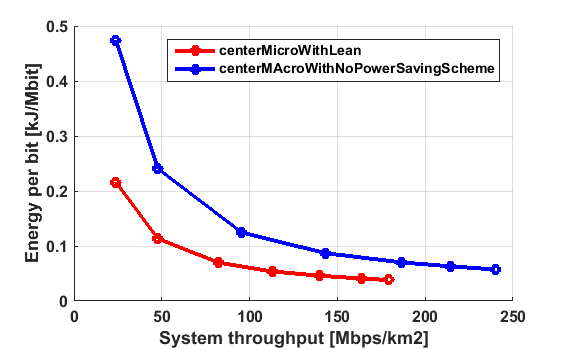 0.5
centerMicroWithLean
centerMAcroWithNoPowerSavingScheme
0.4
0.3
0.2
0.1
0
Energy per bit [kJ/Mbit]
0 50 100 150 200 250
System throughput [Mbps/km2]